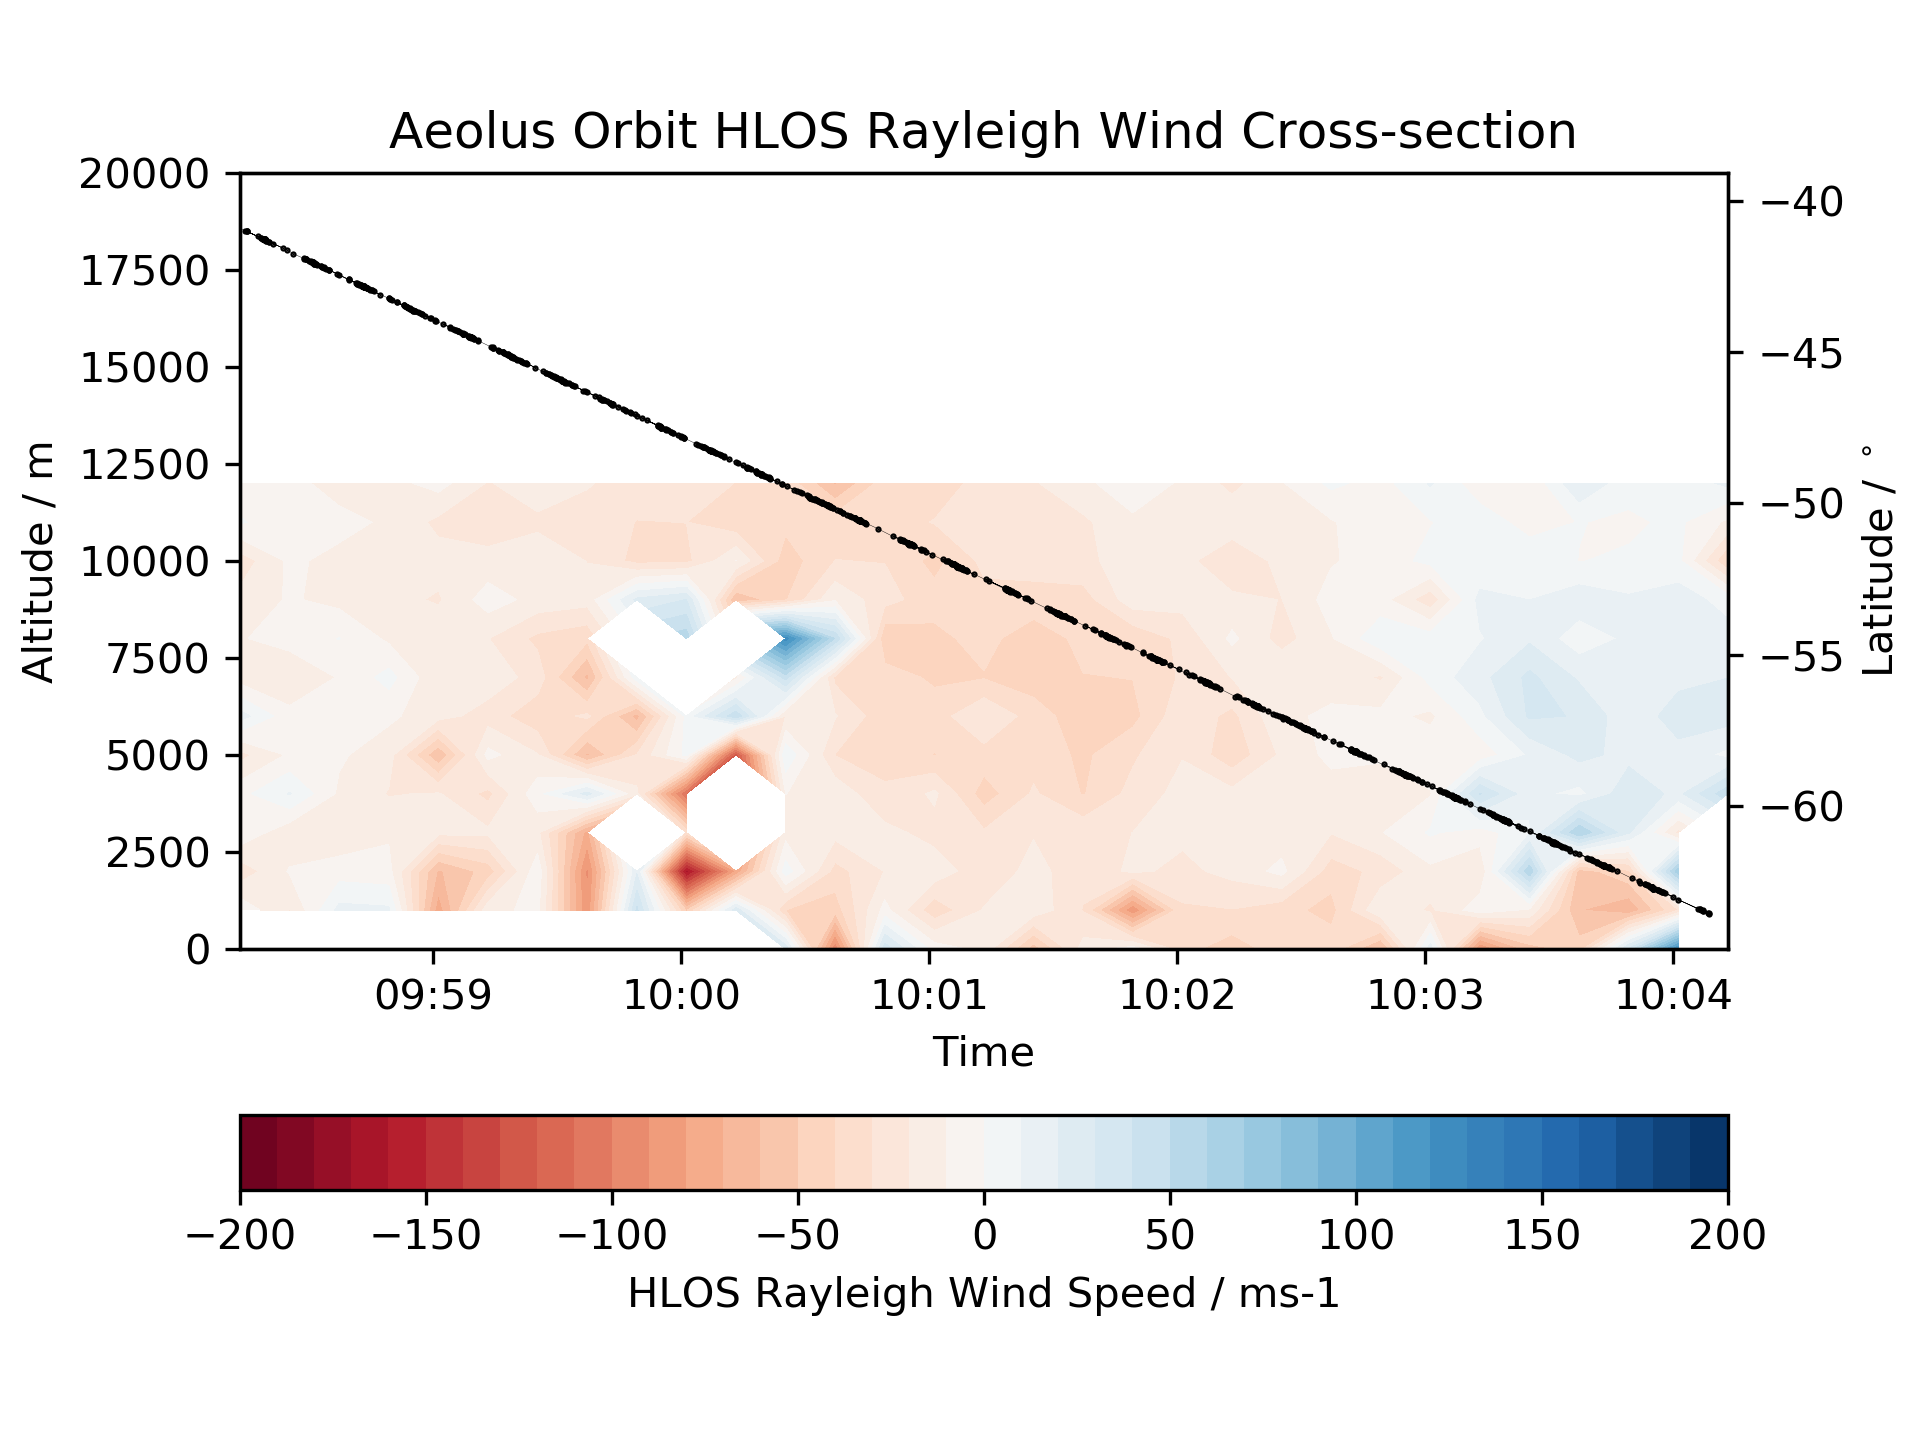 Aeolus Orbit HLOS Rayleigh Wind Cross-section
20000
17500
15000
12500
10000
7500
5000
2500
0
Altitude / m
−40
−45
−50
−55
−60
Latitude / °
09:59 10:00 10:01 10:02 10:03 10:04
Time
−200 −150 −100 −50 0 50 100 150 200
HLOS Rayleigh Wind Speed / ms-1